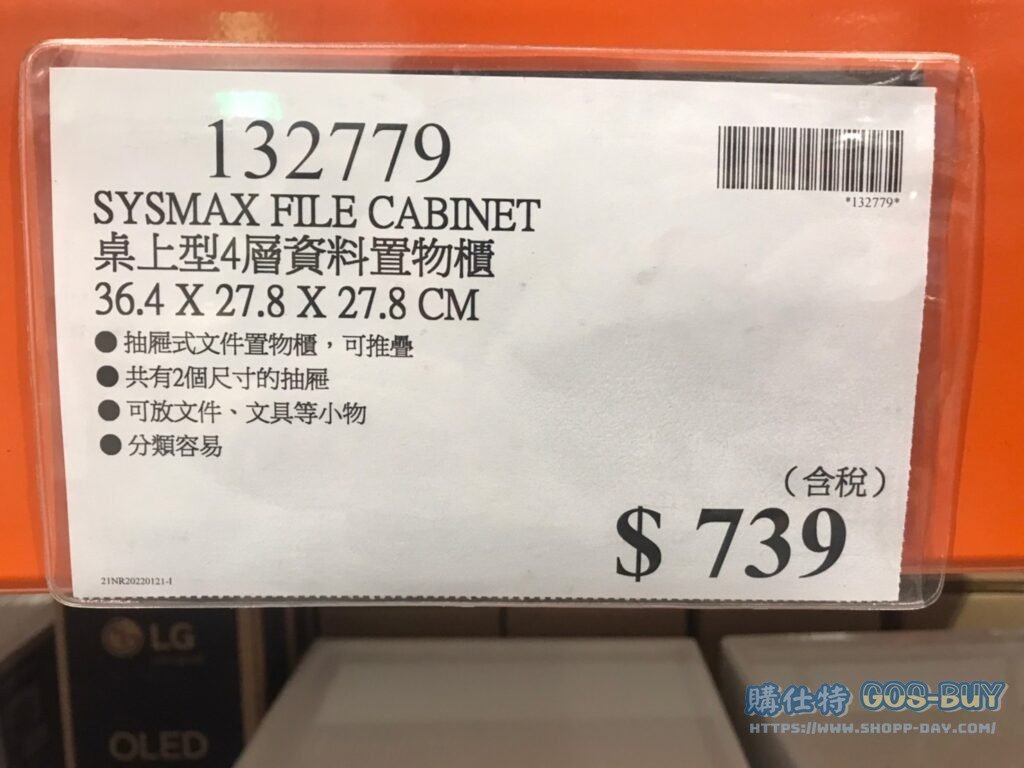 132779
*132779*
SYSMAX FILE CABINET
桌上型4層資料置物櫃
36.4 X 27.8 X 27.8 CM
● 抽屜式文件置物櫃，可推疊
● 共有2個尺寸的抽屜
● 可放文件、文具等小物
● 分類容易
（含稅）
$ 739
21NR20220121-I
LG
OLED
購仕特 GOS-BUY
HTTPS://WWW.SHOPP-DAY.COM/